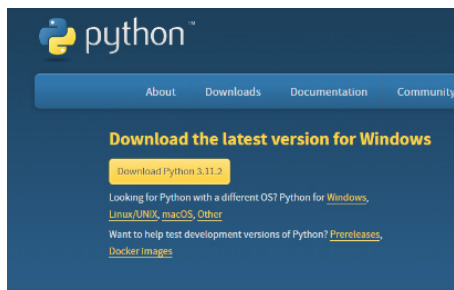 python™
About Downloads Documentation Community
Download the latest version for Windows
Download Python 3.11.2
Looking for Python with a different OS? Python for Windows,
Linux/UNIX, macOS, Other
Want to help test development versions of Python? Prereleases,
Docker images